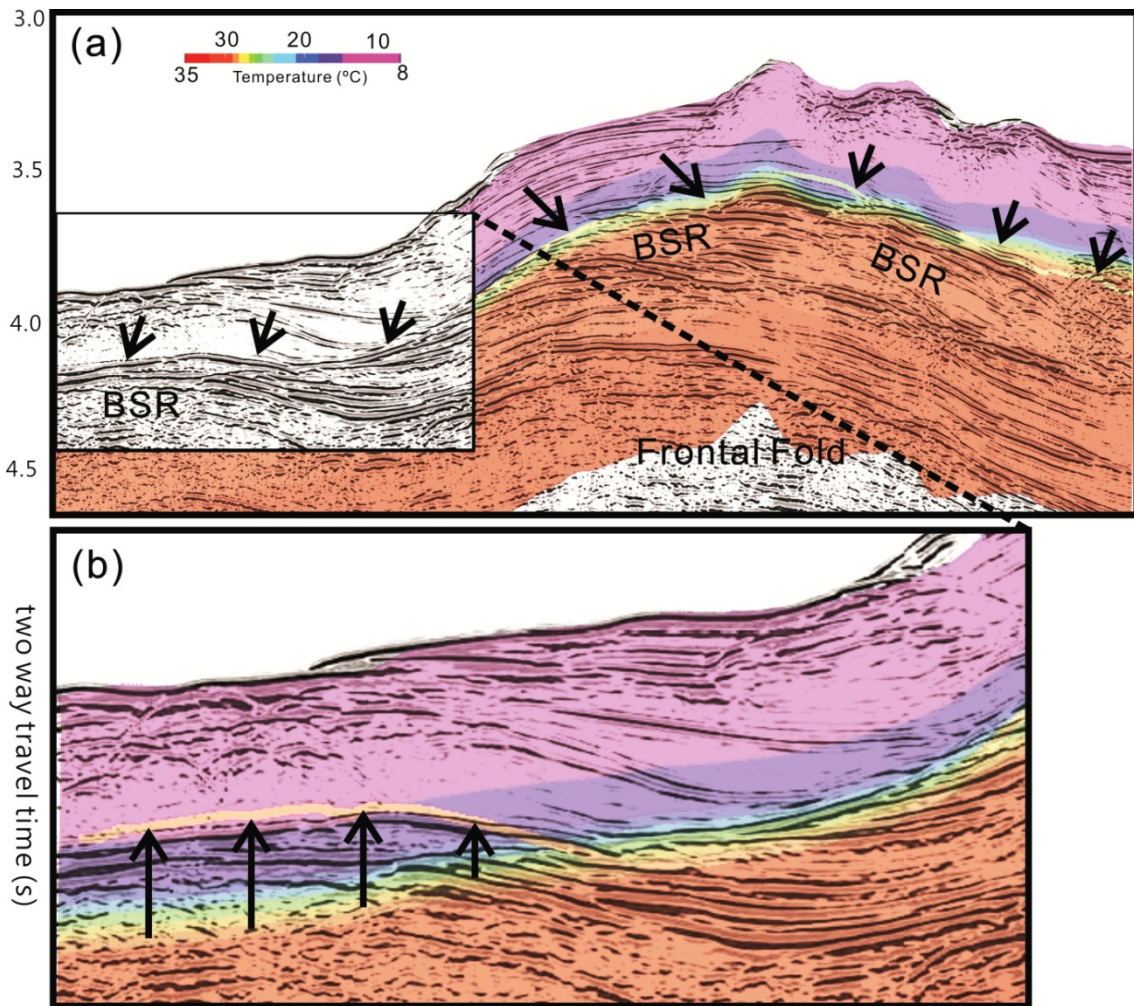 3.0
(a)
30 20 10
35 Temperature (ºC) 8
3.5
BSR
BSR
4.0
BSR
Frontal Fold
4.5
(b)
two way travel time (s)